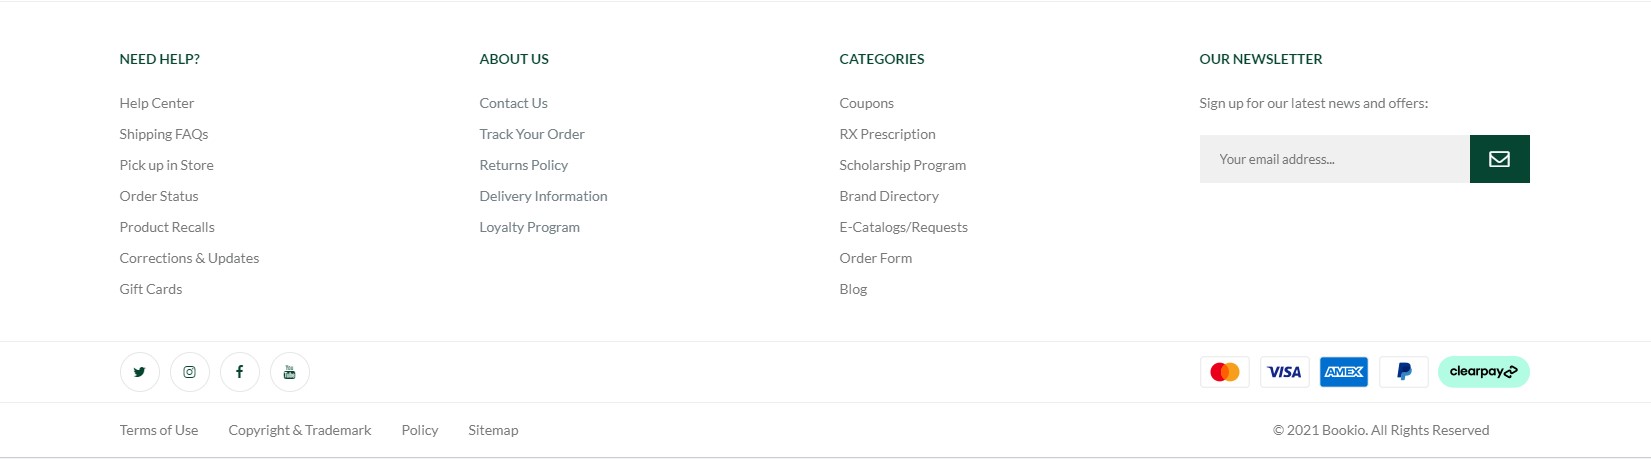 NEED HELP?
Help Center
Shipping FAQs
Pick up in Store
Order Status
Product Recalls
Corrections & Updates
Gift Cards
ABOUT US
Contact Us
Track Your Order
Returns Policy
Delivery Information
Loyalty Program
CATEGORIES
Coupons
RX Prescription
Scholarship Program
Brand Directory
E-Catalogs/Requests
Order Form
Blog
OUR NEWSLETTER
Sign up for our latest news and offers:
Your email address...
You Tube
VISA
AMEX
clearpay
Terms of Use
Copyright & Trademark
Policy
Sitemap
© 2021 Bookio. All Rights Reserved